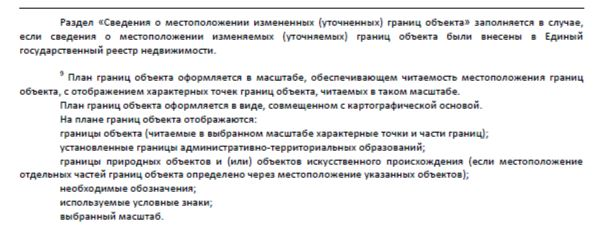 Раздел «Сведения о местоположении измененных (уточненных) границ объекта» заполняется в случае,
если сведения о местоположении изменяемых (уточняемых) границ объекта были внесены в Единый
государственный реестр недвижимости.
9 План границ объекта оформляется в масштабе, обеспечивающем читаемость местоположения границ
объекта, с отображением характерных точек границ объекта, читаемых в таком масштабе.
План границ объекта оформляется в виде, совмещенном с картографической основой.
На плане границ объекта отображаются:
границы объекта (читаемые в выбранном масштабе характерные точки и части границ);
установленные границы административно-территориальных образований;
границы природных объектов и (или) объектов искусственного происхождения (если местоположение
отдельных частей границ объекта определено через местоположение указанных объектов);
необходимые обозначения;
используемые условные знаки;
выбранный масштаб.